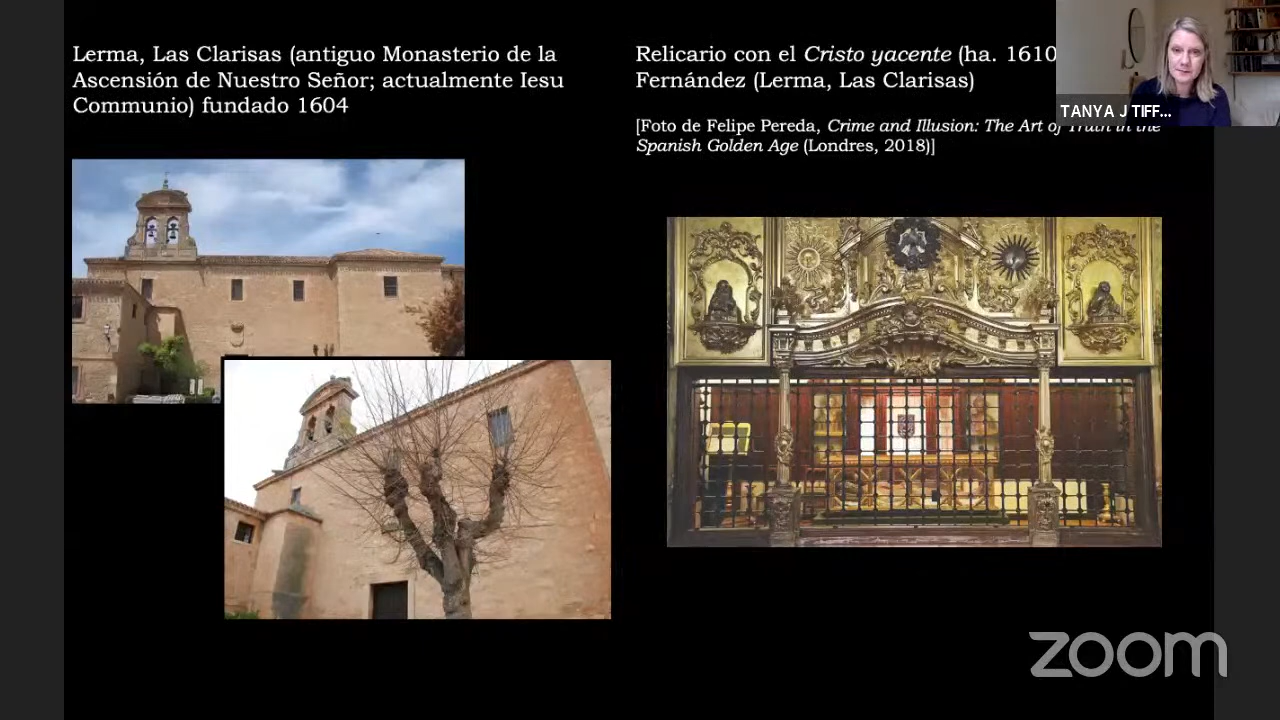 Lerma, Las Clarisas (antiguo Monasterio de la
Ascensión de Nuestro Señor; actualmente Iesu
Communio) fundado 1604
Relicario con el Cristo yacente (ha. 1610
Fernández (Lerma, Las Clarisas)
[Foto de Felipe Pereda, Crime and Illusion: The Art of Truth in the
Spanish Golden Age (Londres, 2018)]
TANYA J TIFF...
zoom